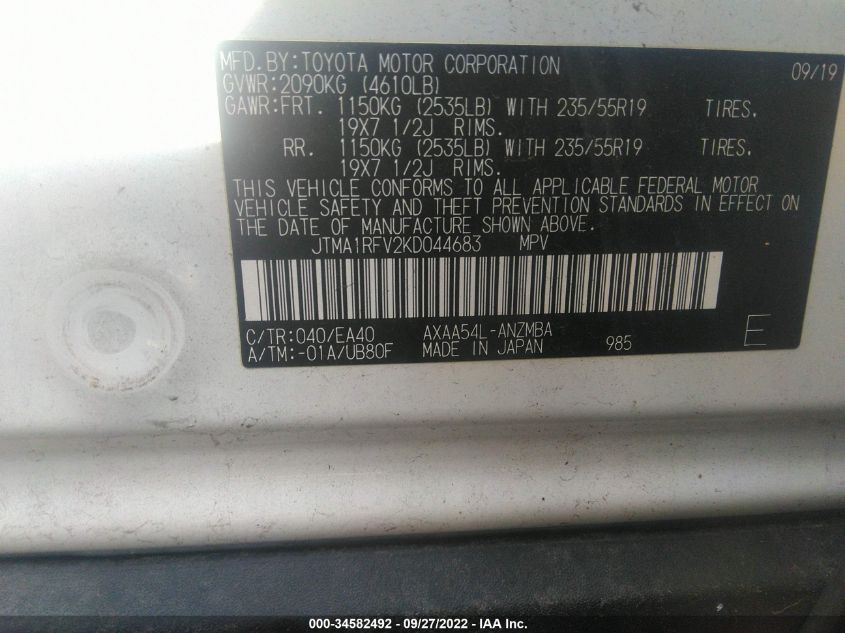 MFD.BY:TOYOTA MOTOR CORPORATION 09/19
GVWR:2090KG (4610LB)
GAWR:FRT. 1150KG (2535LB) WITH 235/55R19 TIRES.
19X7 1/2J RIMS.
RR. 1150KG (2535LB) WITH 235/55R19 TIRES.
19X7 1/2J RIMS.
THIS VEHICLE CONFORMS TO ALL APPLICABLE FEDERAL MOTOR
VEHICLE SAFETY AND THEFT PREVENTION STANDARDS IN EFFECT ON
THE DATE OF MANUFACTURE SHOWN ABOVE.
JTMA1RFV2KD044683 MPV
C/TR:040/EA40 AXAA54L-ANZMBA
A/TM:-01A/UB80F MADE IN JAPAN 985 E
000-34582492 - 09/27/2022 - IAAI - Copart, Inc.